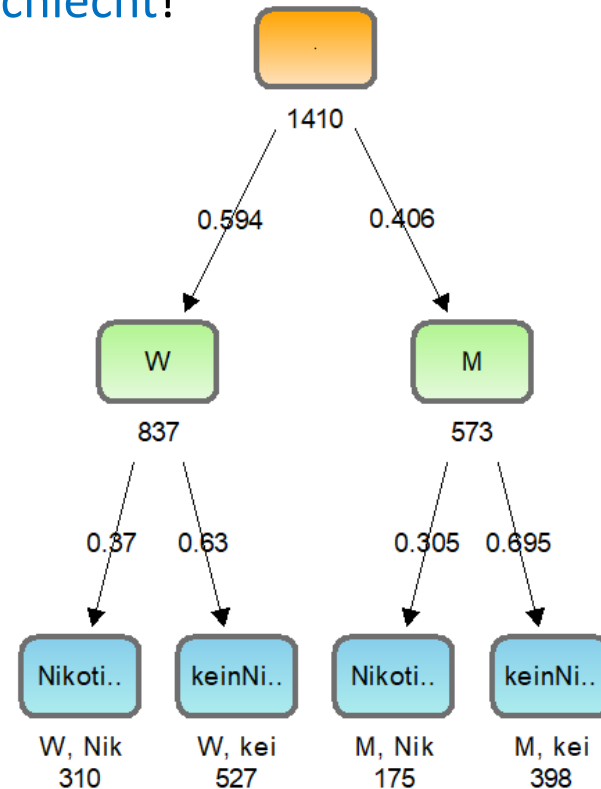 chlecht!
.
1410
0.594 0.406
W M
837 573
0.37 0.63 0.305 0.695
Nikoti.. keinNi.. Nikoti.. keinNi..
W, Nik W, kei M, Nik M, kei
310 527 175 398